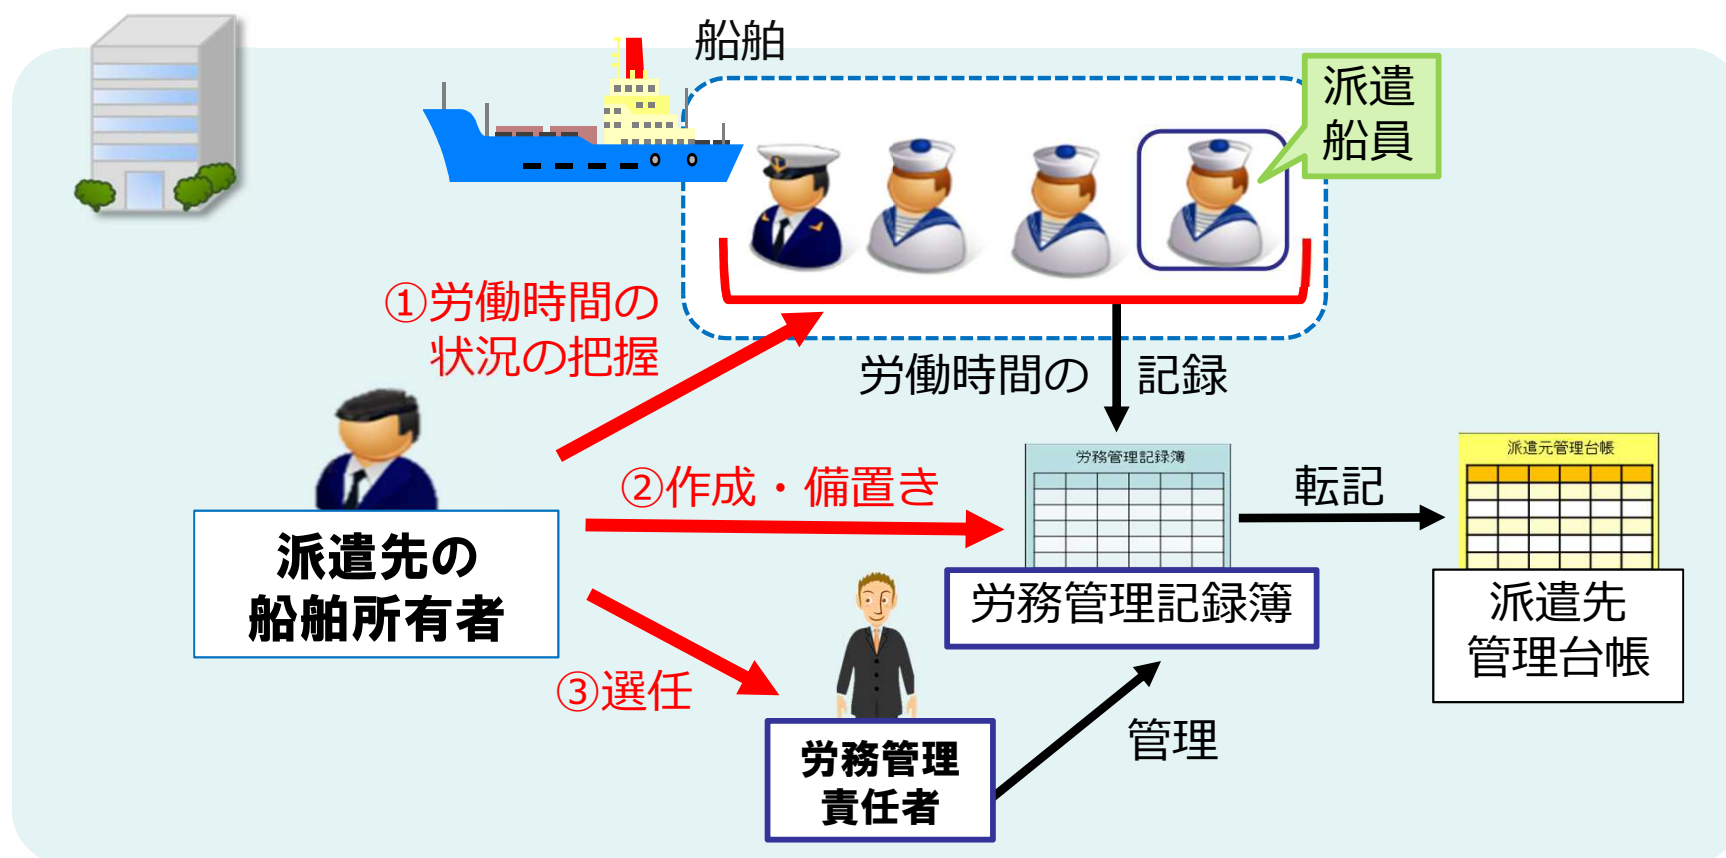 船舶
派遣
船員
①労働時間の
状況の把握
労働時間の 記録
②作成・備置き
労務管理記録簿
転記
派遣元管理台帳
派遣先の
船舶所有者
労務管理記録簿
派遣先
管理台帳
③選任
管理
労務管理
責任者